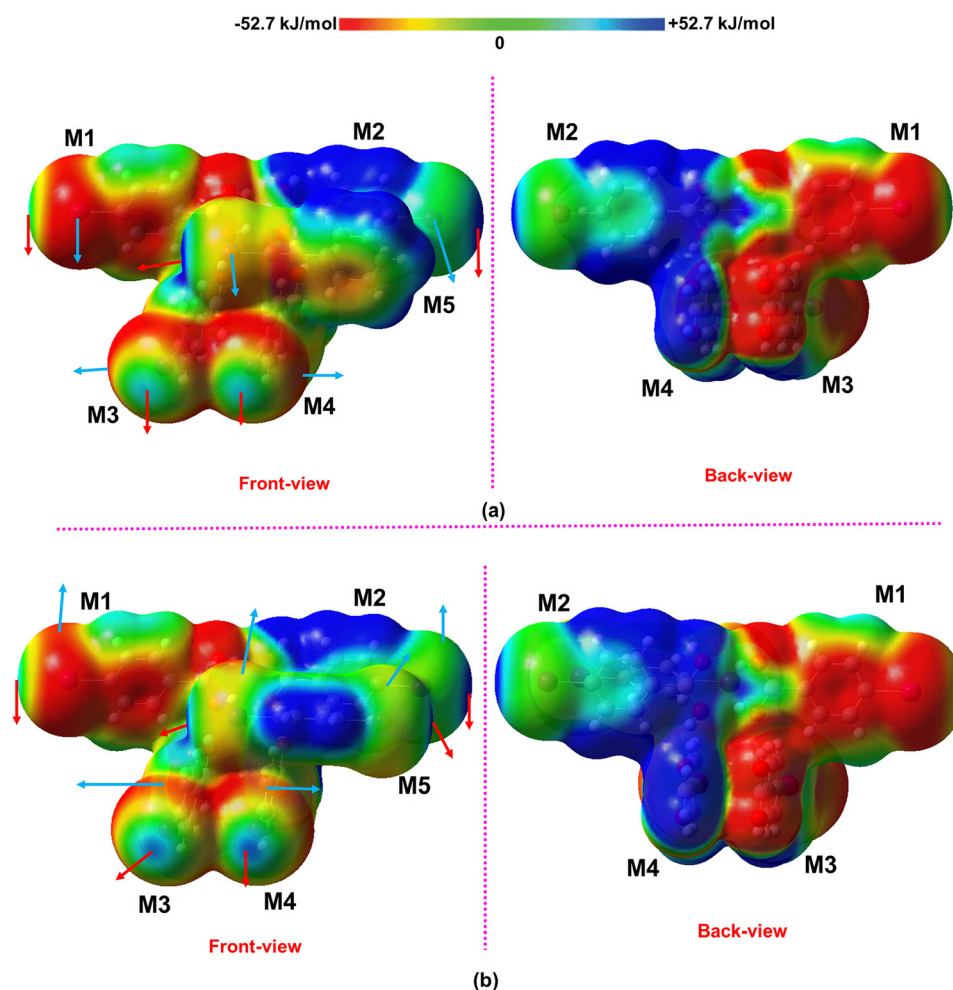 -52.7 kJ/mol +52.7 kJ/mol
0
M1 M2 M2 M1
M5
M3 M4 M4 M3
Front-view Back-view
(a)
M1 M2 M2 M1
M5
M3 M4 M4 M3
Front-view Back-view
(b)